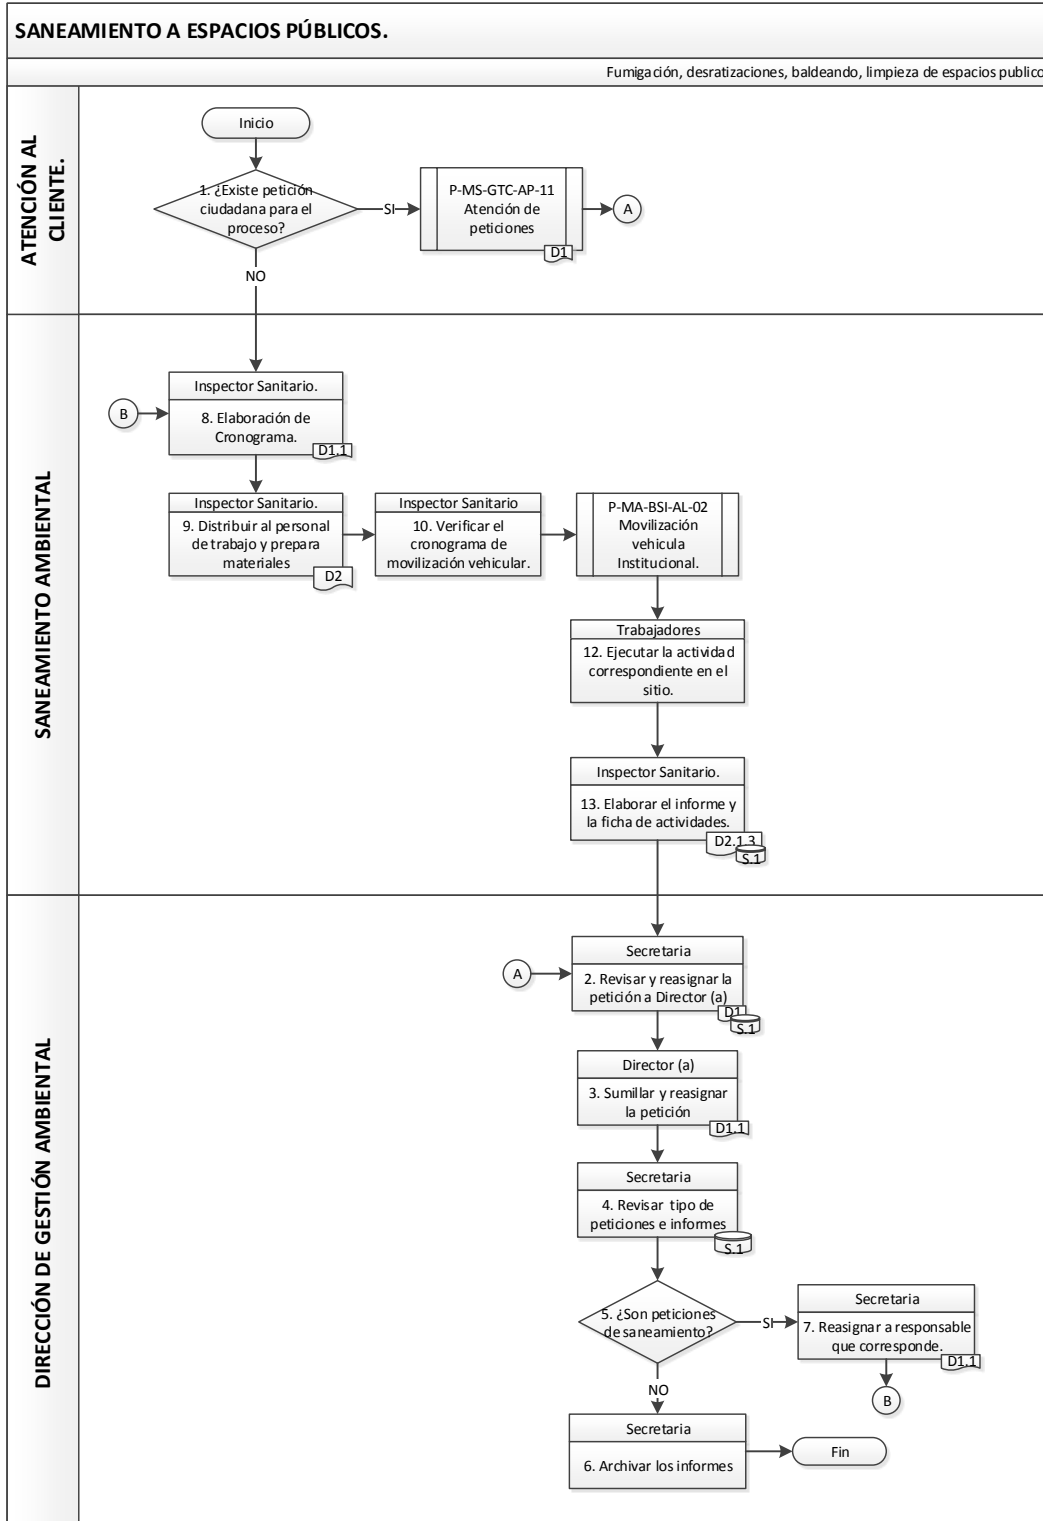 SANEAMIENTO A ESPACIOS PÚBLICOS.
Fumigación, desratizaciones, baldeando, limpieza de espacios publico
ATENCIÓN AL
CLIENTE.
Inicio
1. ¿Existe petición
ciudadana para el
proceso?
SI
P-MS-GTC-AP-11
Atención de
peticiones
D1
A
NO
SANEAMIENTO AMBIENTAL
B
Inspector Sanitario.
8. Elaboración de
Cronograma.
D1.1
Inspector Sanitario.
9. Distribuir al personal
de trabajo y prepara
materiales
D2
Inspector Sanitario
10. Verificar el
cronograma de
movilización vehicular.
P-MA-BSI-AL-02
Movilización
vehicula
Institucional.
Trabajadores
12. Ejecutar la actividad
correspondiente en el
sitio.
Inspector Sanitario.
13. Elaborar el informe y
la ficha de actividades.
D2.1.3
S.1
DIRECCIÓN DE GESTIÓN AMBIENTAL
A
Secretaria
2. Revisar y reasignar la
petición a Director (a)
D1
S.1
Director (a)
3. Sumillar y reasignar
la petición
D1.1
Secretaria
4. Revisar tipo de
peticiones e informes
S.1
5. ¿Son peticiones
de saneamiento?
SI
Secretaria
7. Reasignar a responsable
que corresponde.
D1.1
B
NO
Secretaria
6. Archivar los informes
Fin